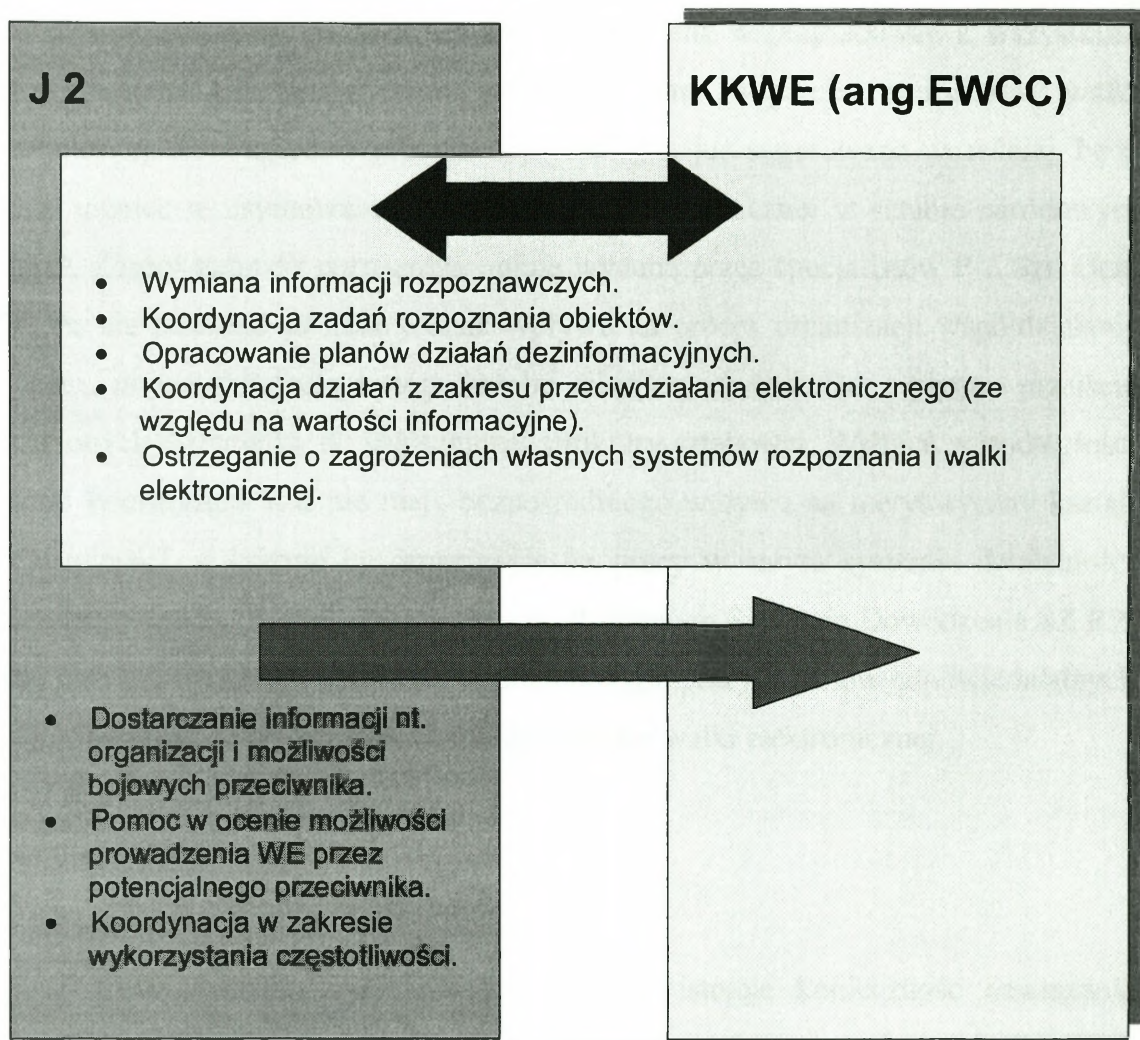 J 2
KKWE (ang.EWCC)
• Wymiana informacji rozpoznawczych.
• Koordynacja zadań rozpoznania obiektów.
• Opracowanie planów działań dezinformacyjnych.
• Koordynacja działań z zakresu przeciwdziałania elektronicznego (ze
względu na wartości informacyjne).
• Ostrzeganie o zagrożeniach własnych systemów rozpoznania i walki
elektronicznej.
• Dostarczanie informacji nt.
organizacji i możliwości
bojowych przeciwnika.
• Pomoc w ocenie możliwości
prowadzenia WE przez
potencjalnego przeciwnika.
• Koordynacja w zakresie
wykorzystania częstotliwości.